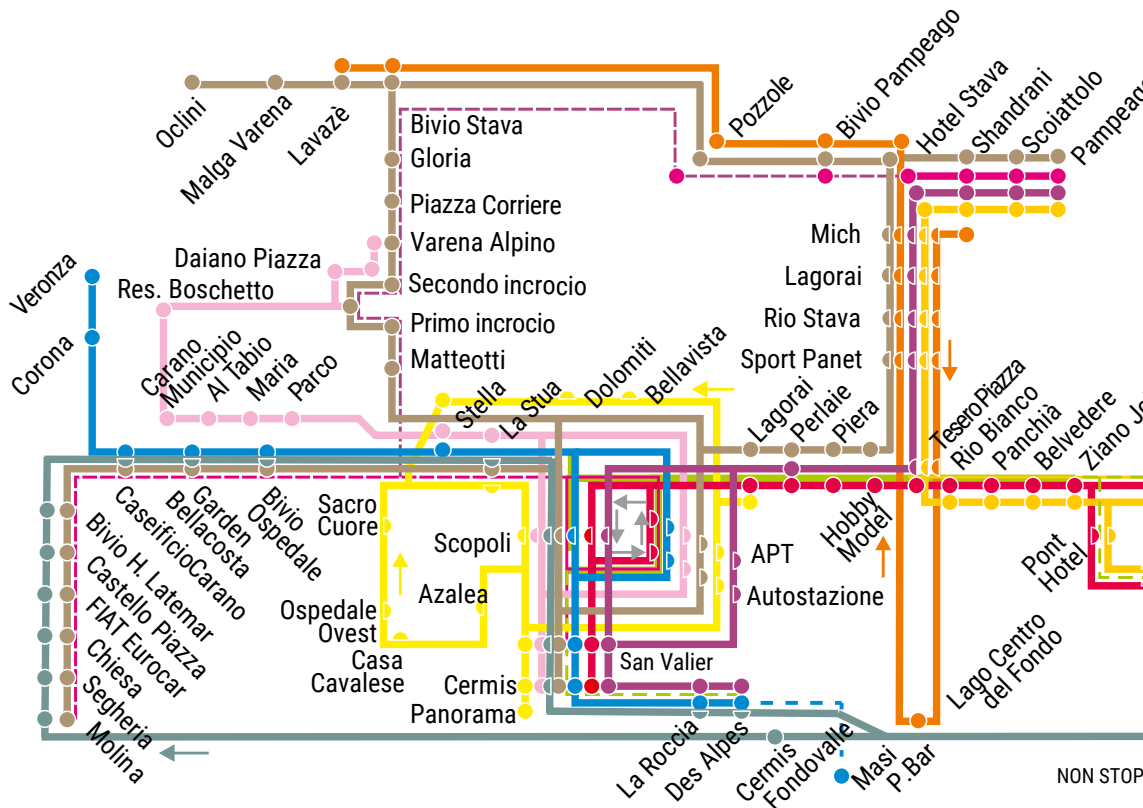 Oclini
Malga Varena
Lavazè
Pozzole
Bivio Pampeago
Hotel Stava
Shandrani
Scoiattolo
Pampeago
Bivio Stava
Gloria
Piazza Corriere
Varena Alpino
Secondo incrocio
Primo incrocio
Matteotti
Daiano Piazza
Res. Boschetto
Veronza
Corona
Carano
Municipio
Al Tabio
Maria
Parco
Mich
Lagorai
Rio Stava
Sport Panet
Stella
La Stua
Dolomiti
Bellavista
Lagorai
Perlaie
Piera
Tesero Piazza
Rio Bianco
Panchià
Belvedere
Hobby
Model
Pont
Hotel
CaseificioCarano
Bellacosta
Garden
Bivio
Ospedale
Bivio H. Latemar
Castello Piazza
FIAT Eurocar
Chiesa
Segheria
Molina
Sacro
Cuore
Scopoli
Azalea
Ospedale
Ovest
Casa
Cavalese
Cermis
Panorama
APT
Autostazione
San Valier
La Roccia
Des Alpes
Cermis
Fondovalle
Masi
P.Bar
Lago Centro
del Fondo
NON STOP